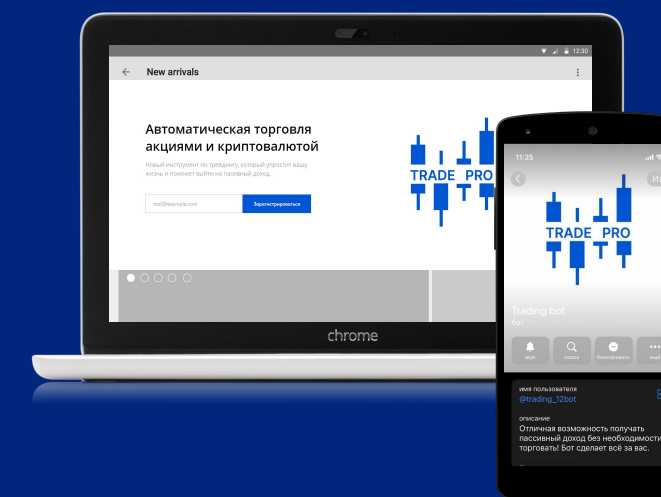 12:30
New arrivals
Автоматическая торговля
акциями и криптовалютой
Новый инструмент по трейдингу, который упростит вашу
жизнь и поможет выйти на пасивный доход.
mail@example.com
Зарегистрироваться
TRADE PRO
chrome
11:25
TRADE PRO
Trading bot
бот
звук
поиск
блокировать
ещё
имя пользователя
@trading_12bot
описание
Отличная возможность получать
пассивный доход без необходимости
торговать! Бот сделает всё за вас.